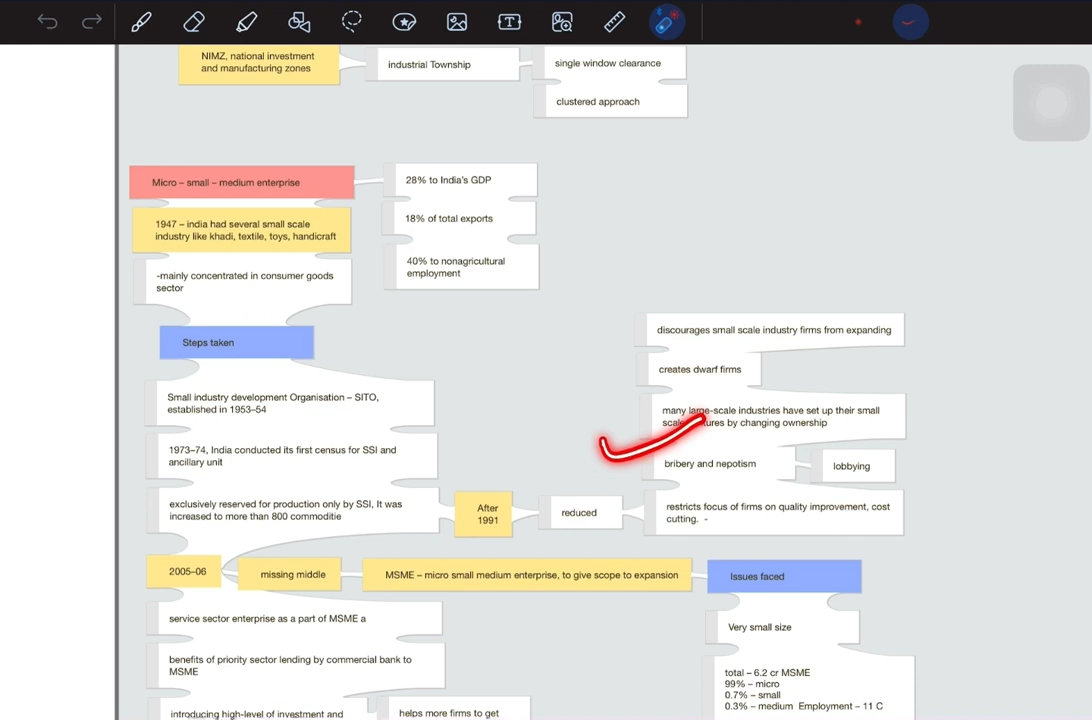 NIMZ, national investment
and manufacturing zones
industrial Township
single window clearance
clustered approach
Micro – small – medium enterprise
28% to India's GDP
18% of total exports
40% to nonagricultural
employment
1947 – india had several small scale
industry like khadi, textile, toys, handicraft
-mainly concentrated in consumer goods
sector
Steps taken
Small industry development Organisation – SITO,
established in 1953–54
1973–74, India conducted its first census for SSI and
ancillary unit
exclusively reserved for production only by SSI, It was
increased to more than 800 commoditie
After
1991
reduced
discourages small scale industry firms from expanding
creates dwarf firms
many large-scale industries have set up their small
by changing ownership
bribery and nepotism
lobbying
restricts focus of firms on quality improvement, cost
cutting. -
2005–06
missing middle
MSME – micro small medium enterprise, to give scope to expansion
Issues faced
service sector enterprise as a part of MSME a
benefits of priority sector lending by commercial bank to
MSME
introducing high-level of investment and
helps more firms to get
Very small size
total – 6.2 cr MSME
99% – micro
0.7% – small
0.3% – medium Employment – 11 C